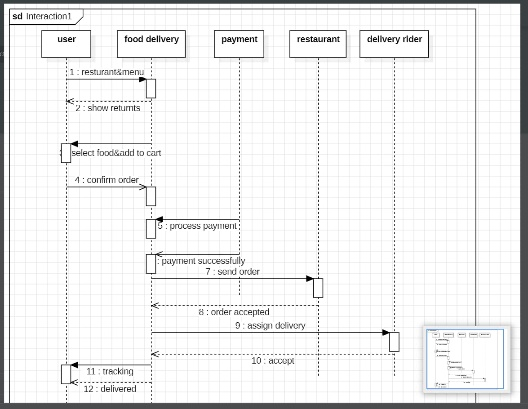 sd Interaction1
user
food delivery
payment
restaurant
delivery rider
1 : resturant&menu
2 : show returnts
select food&add to cart
4 : confirm order
5 : process payment
: payment successfully
7 : send order
8 : order accepted
9 : assign delivery
10 : accept
11 : tracking
12 : delivered